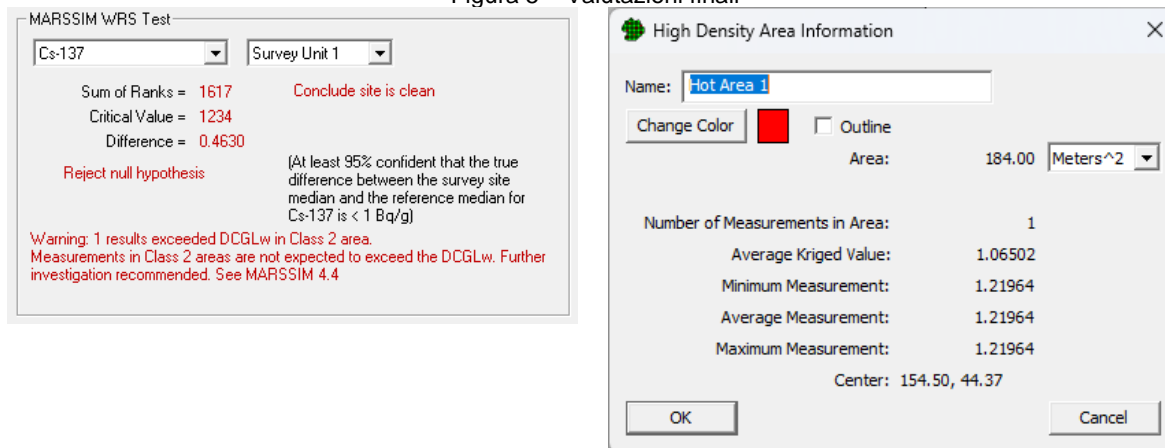 MARSSIM WRS Test
Cs-137
Survey Unit 1
Sum of Ranks = 1617
Conclude site is clean
Critical Value = 1234
Difference = 0.4630
Reject null hypothesis
(At least 95% confident that the true
difference between the survey site
median and the reference median for
Cs-137 is < 1 Bq/g)
Warning: 1 results exceeded DCGLw in Class 2 area.
Measurements in Class 2 areas are not expected to exceed the DCGLw. Further
investigation recommended. See MARSSIM 4.4
High Density Area Information
Name: Hot Area 1
Change Color
Outline
Area: 184.00 Meters^2
Number of Measurements in Area: 1
Average Kriged Value: 1.06502
Minimum Measurement: 1.21964
Average Measurement: 1.21964
Maximum Measurement: 1.21964
Center: 154.50, 44.37
OK
Cancel